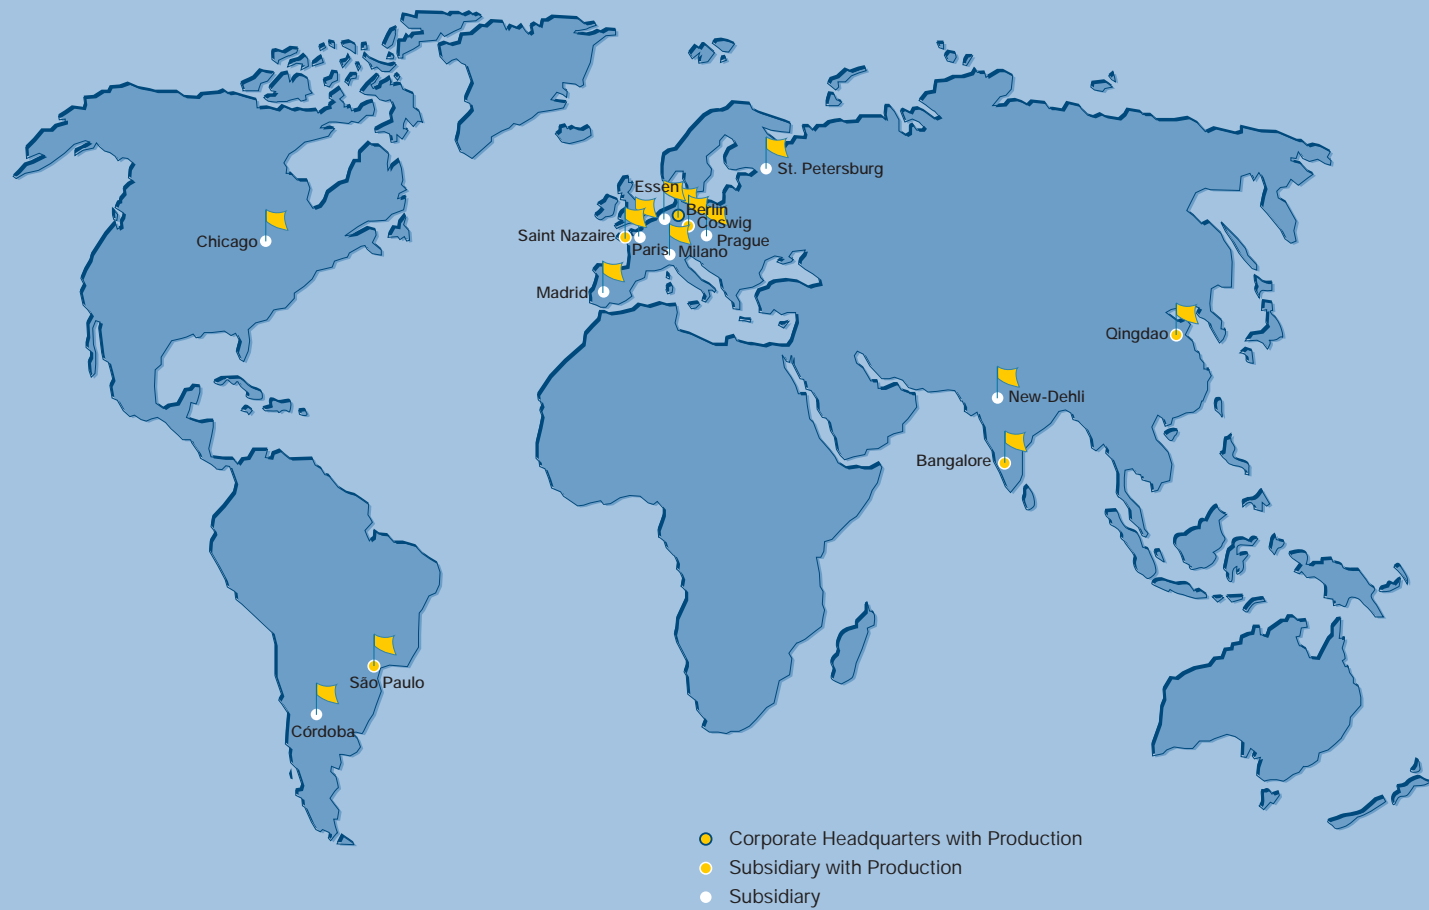 St. Petersburg
Essen
Berlin
Coswig
Chicago
Saint Nazaire
Prague
Paris
Milano
Madrid
Qingdao
New-Dehli
Bangalore
São Paulo
Córdoba
Corporate Headquarters with Production
Subsidiary with Production
Subsidiary